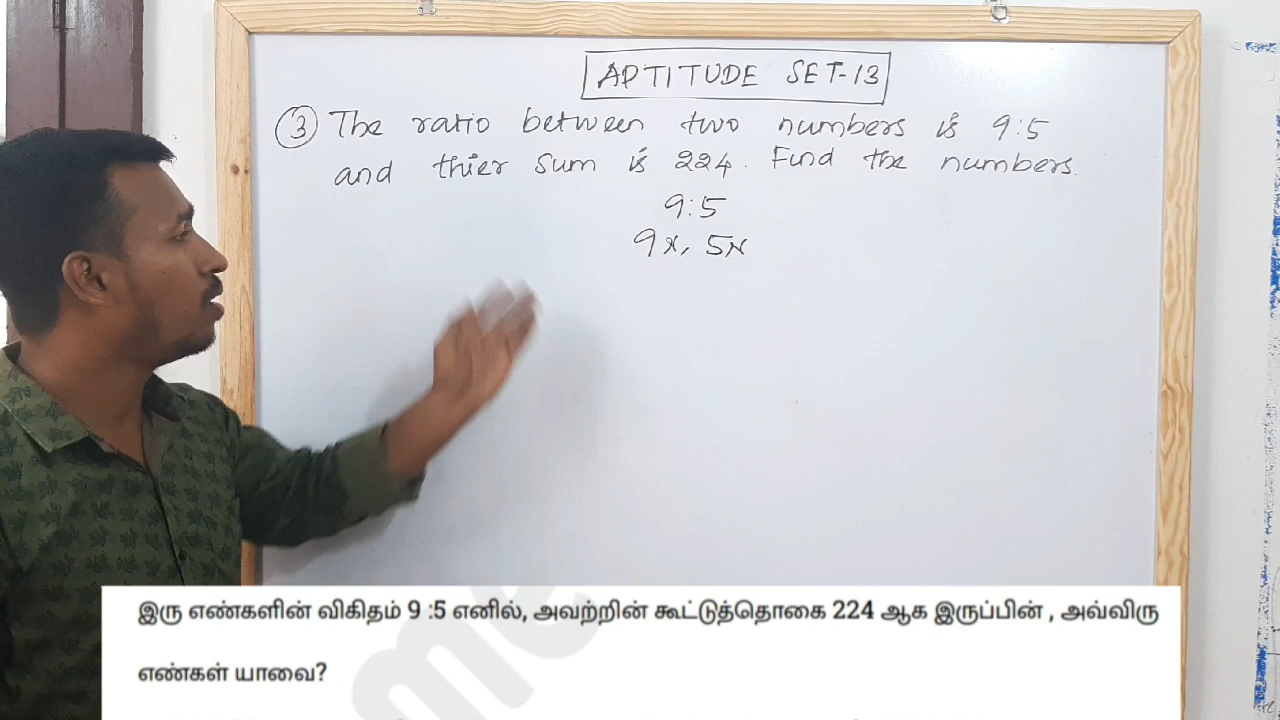 APTITUDE SET-13
3 The ratio between two numbers is 9:5
and thier sum is 224. Find the numbers.
9:5
9x, 5x
இரு எண்களின் விகிதம் 9 :5 எனில், அவற்றின் கூட்டுத்தொகை 224 ஆக இருப்பின் , அவ்விரு
எண்கள் யாவை?
me